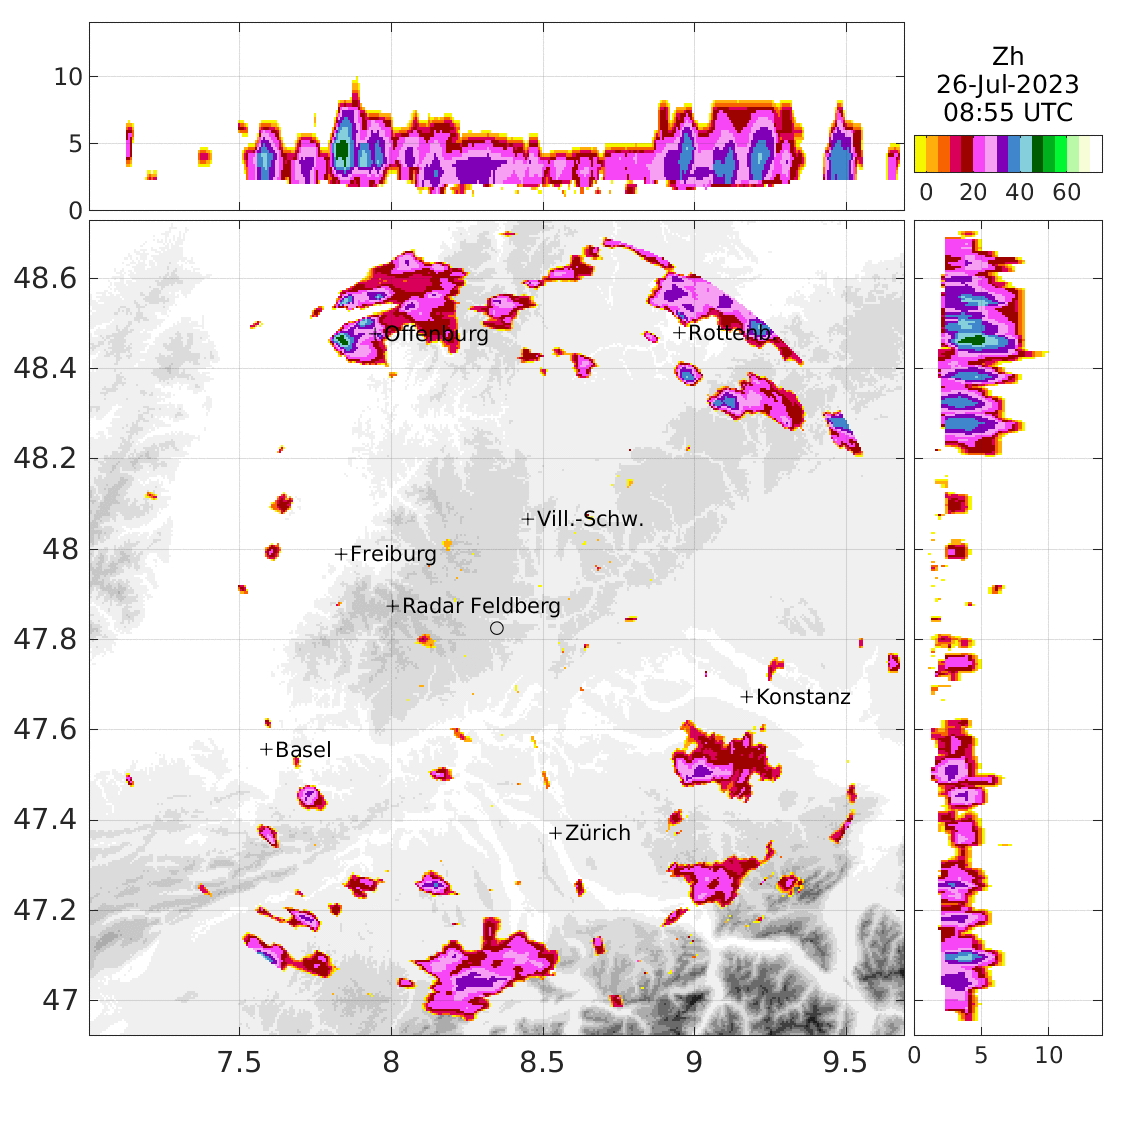 10
5
0
Zh
26-Jul-2023
08:55 UTC
0 20 40 60
48.6
48.4
48.2
48
47.8
47.6
47.4
47.2
47
+Offenburg
+Rottenb.
+Vill.-Schw.
+Freiburg
+Radar Feldberg
+Konstanz
+Basel
+Zürich
7.5 8 8.5 9 9.5
0 5 10